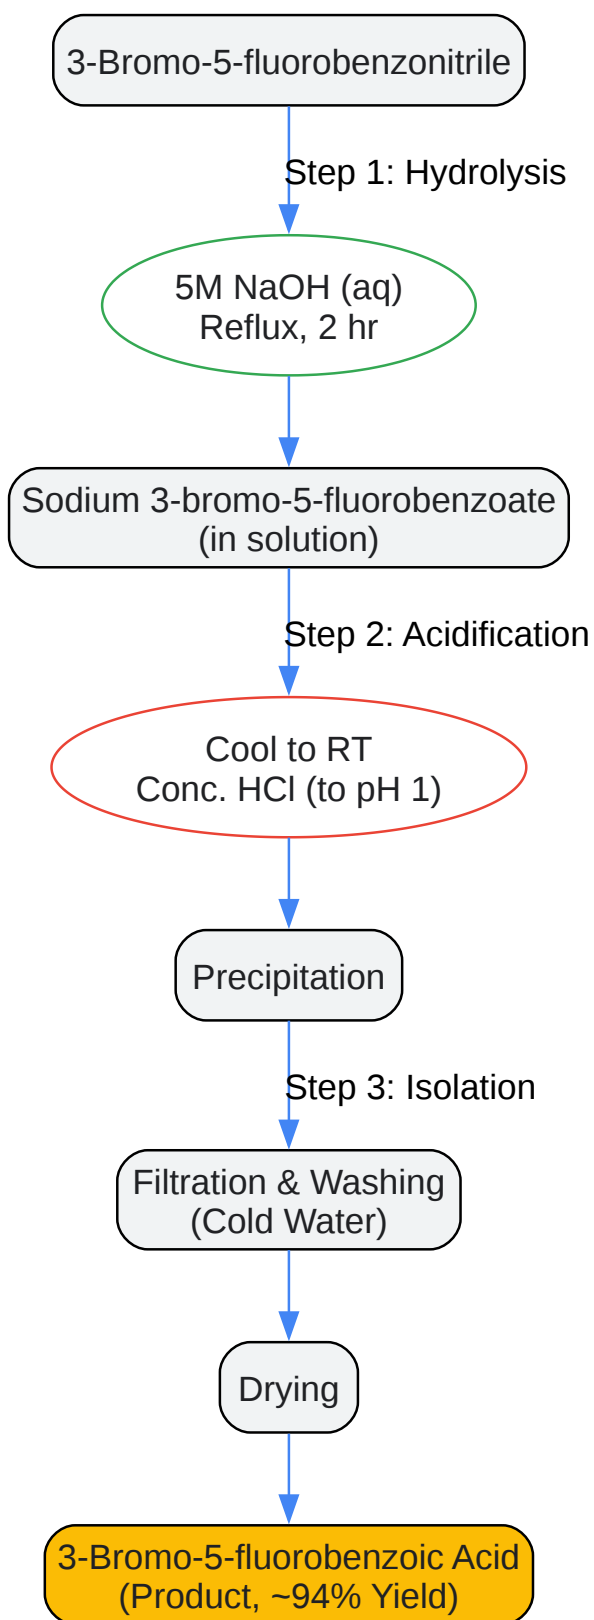 3-Bromo-5-fluorobenzonitrile
Step 1: Hydrolysis
5M NaOH (aq)
Reflux, 2 hr
Sodium 3-bromo-5-fluorobenzoate
(in solution)
Step 2: Acidification
Cool to RT
Conc. HCl (to pH 1)
Precipitation
Step 3: Isolation
Filtration & Washing
(Cold Water)
Drying
3-Bromo-5-fluorobenzoic Acid
(Product, ~94% Yield)